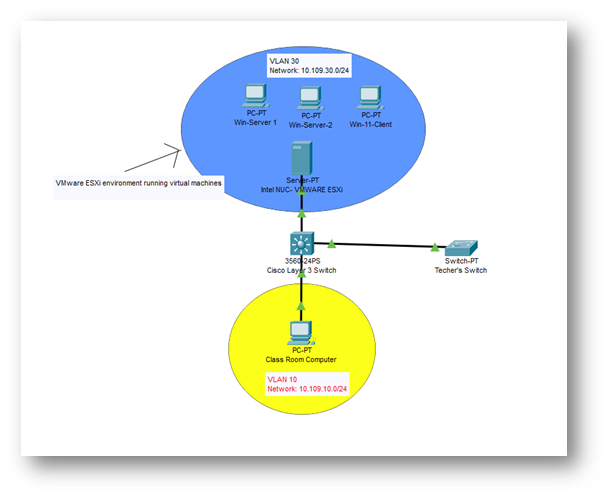 VLAN 30
Network: 10.109.30.0/24
PC-PT
Win-Server 1
PC-PT
Win-Server-2
PC-PT
Win-11-Client
VMware ESXi environment running virtual machines
Server-PT
Intel NUC- VMWARE ESXi
3560-24PS
Cisco Layer 3 Switch
Switch-PT
Techer's Switch
PC-PT
Class Room Computer
VLAN 10
Network: 10.109.10.0/24